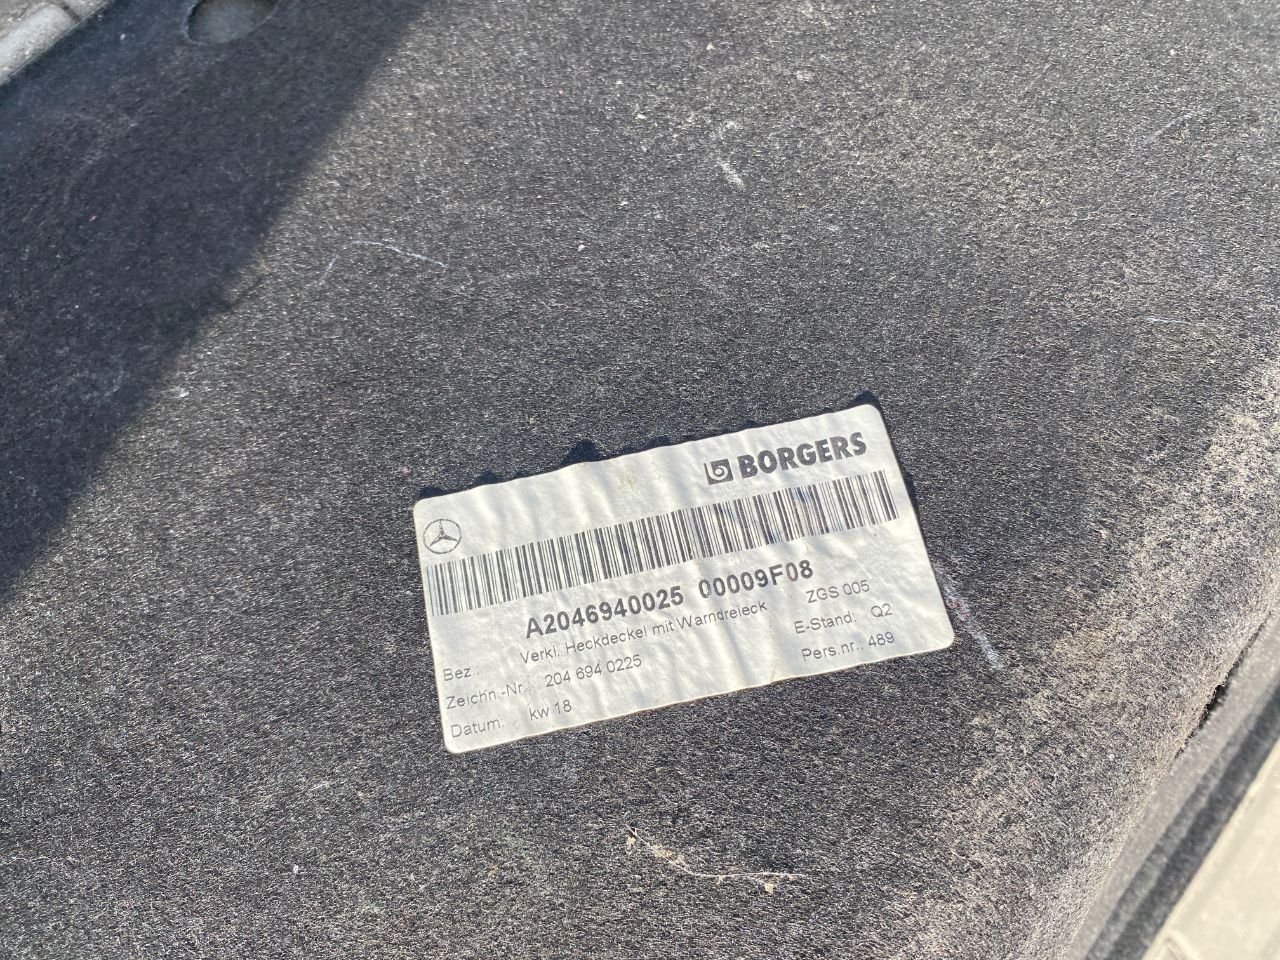 BORGERS
A2046940025 00009F08
Bez.: Verkl. Heckdeckel mit Warndreieck ZGS 005
Zeichn.-Nr.: 204 694 0225 E-Stand: Q2
Datum: kw 18 Pers.nr.: 489